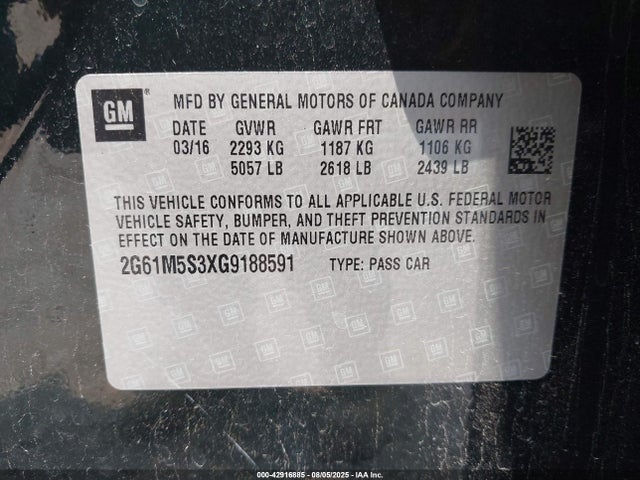 GM
MFD BY GENERAL MOTORS OF CANADA COMPANY
DATE GVWR GAWR FRT GAWR RR
03/16 2293 KG 1187 KG 1106 KG
5057 LB 2618 LB 2439 LB
THIS VEHICLE CONFORMS TO ALL APPLICABLE U.S. FEDERAL MOTOR
VEHICLE SAFETY, BUMPER, AND THEFT PREVENTION STANDARDS IN
EFFECT ON THE DATE OF MANUFACTURE SHOWN ABOVE.
2G61M5S3XG9188591 TYPE: PASS CAR
000-42916885 - 08/05/2025 - IAA Inc.